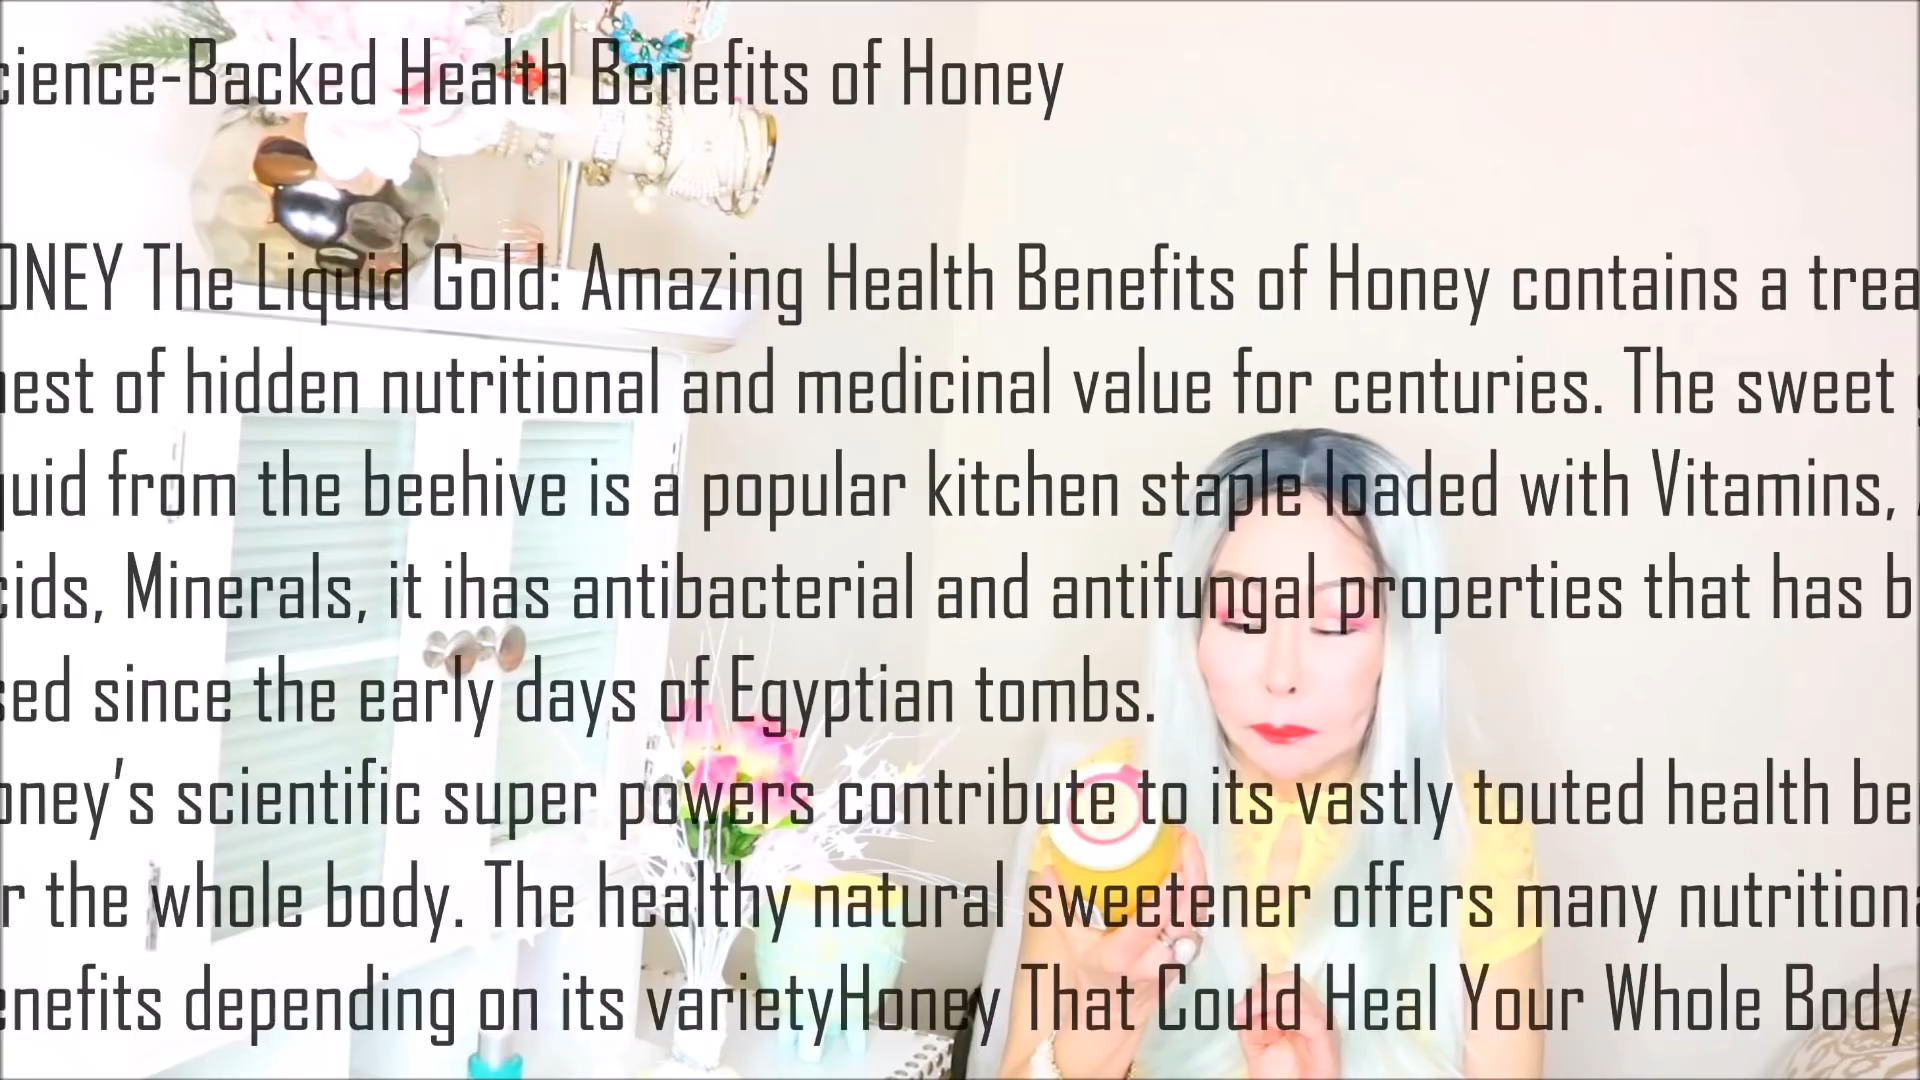 cience-Backed Health Benefits of Honey
ONEY The Liquid Gold: Amazing Health Benefits of Honey contains a trea
est of hidden nutritional and medicinal value for centuries. The sweet
quid from the beehive is a popular kitchen staple loaded with Vitamins,
cids, Minerals, it ihas antibacterial and antifungal properties that has b
sed since the early days of Egyptian tombs.
oney's scientific super powers contribute to its vastly touted health be
r the whole body. The healthy natural sweetener offers many nutritiona
enefits depending on its varietyHoney That Could Heal Your Whole Body